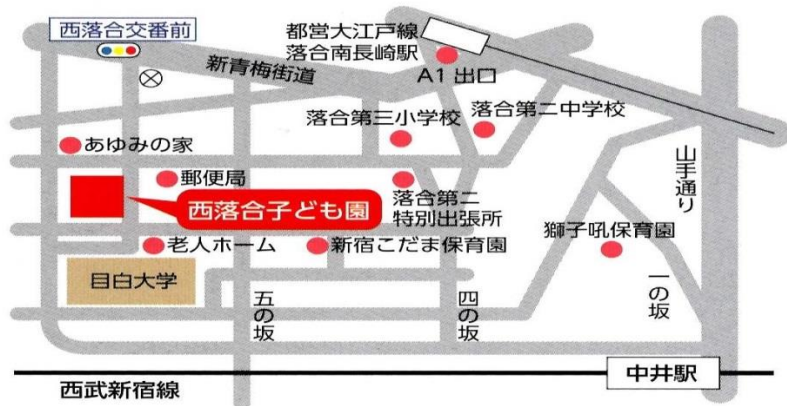 西落合交番前
新青梅街道
都営大江戸線
落合南長崎駅
A1 出口
あゆみの家
落合第三小学校
落合第二中学校
郵便局
西落合子ども園
落合第二
特別出張所
山手通り
獅子吼保育園
老人ホーム
新宿こだま保育園
目白大学
五の坂
四の坂
一の坂
西武新宿線
中井駅